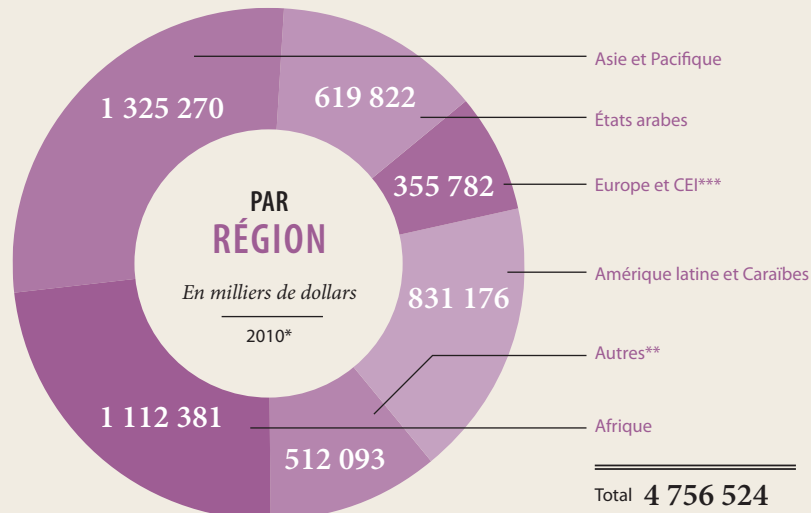 1 325 270
619 822
355 782
831 176
512 093
1 112 381
PAR
RÉGION
En milliers de dollars
2010*
Asie et Pacifique
États arabes
Europe et CEI***
Amérique latine et Caraïbes
Autres**
Afrique
Total 4 756 524